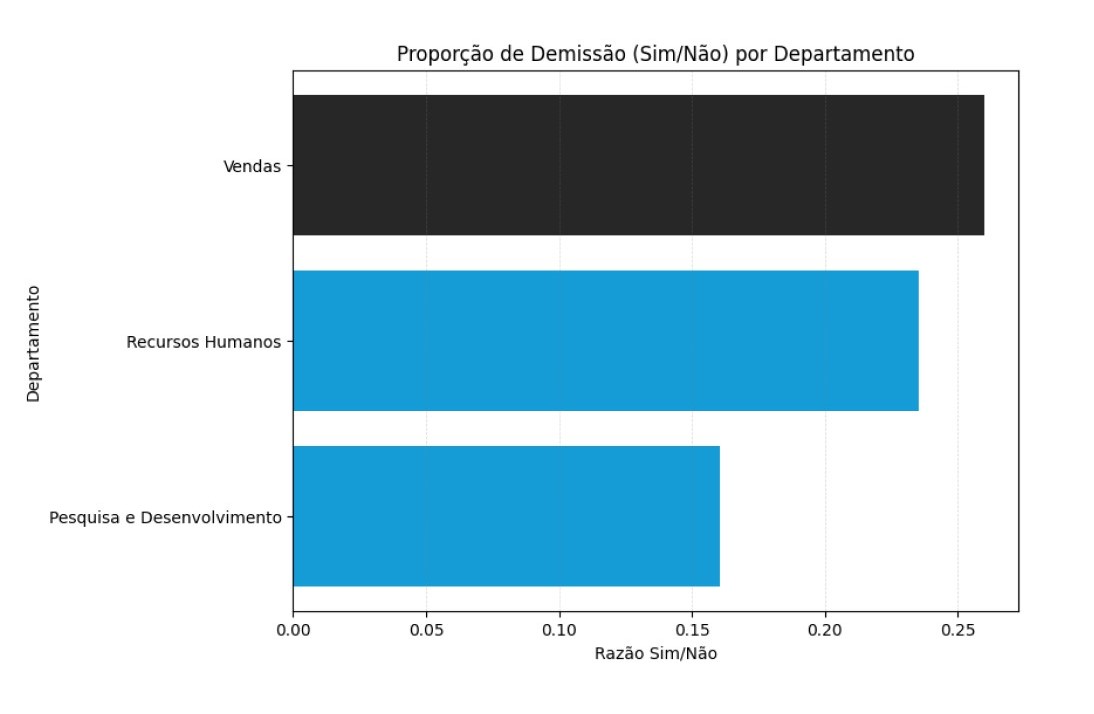 Proporção de Demissão (Sim/Não) por Departamento
Vendas
Recursos Humanos
Pesquisa e Desenvolvimento
Departamento
0.00 0.05 0.10 0.15 0.20 0.25
Razão Sim/Não